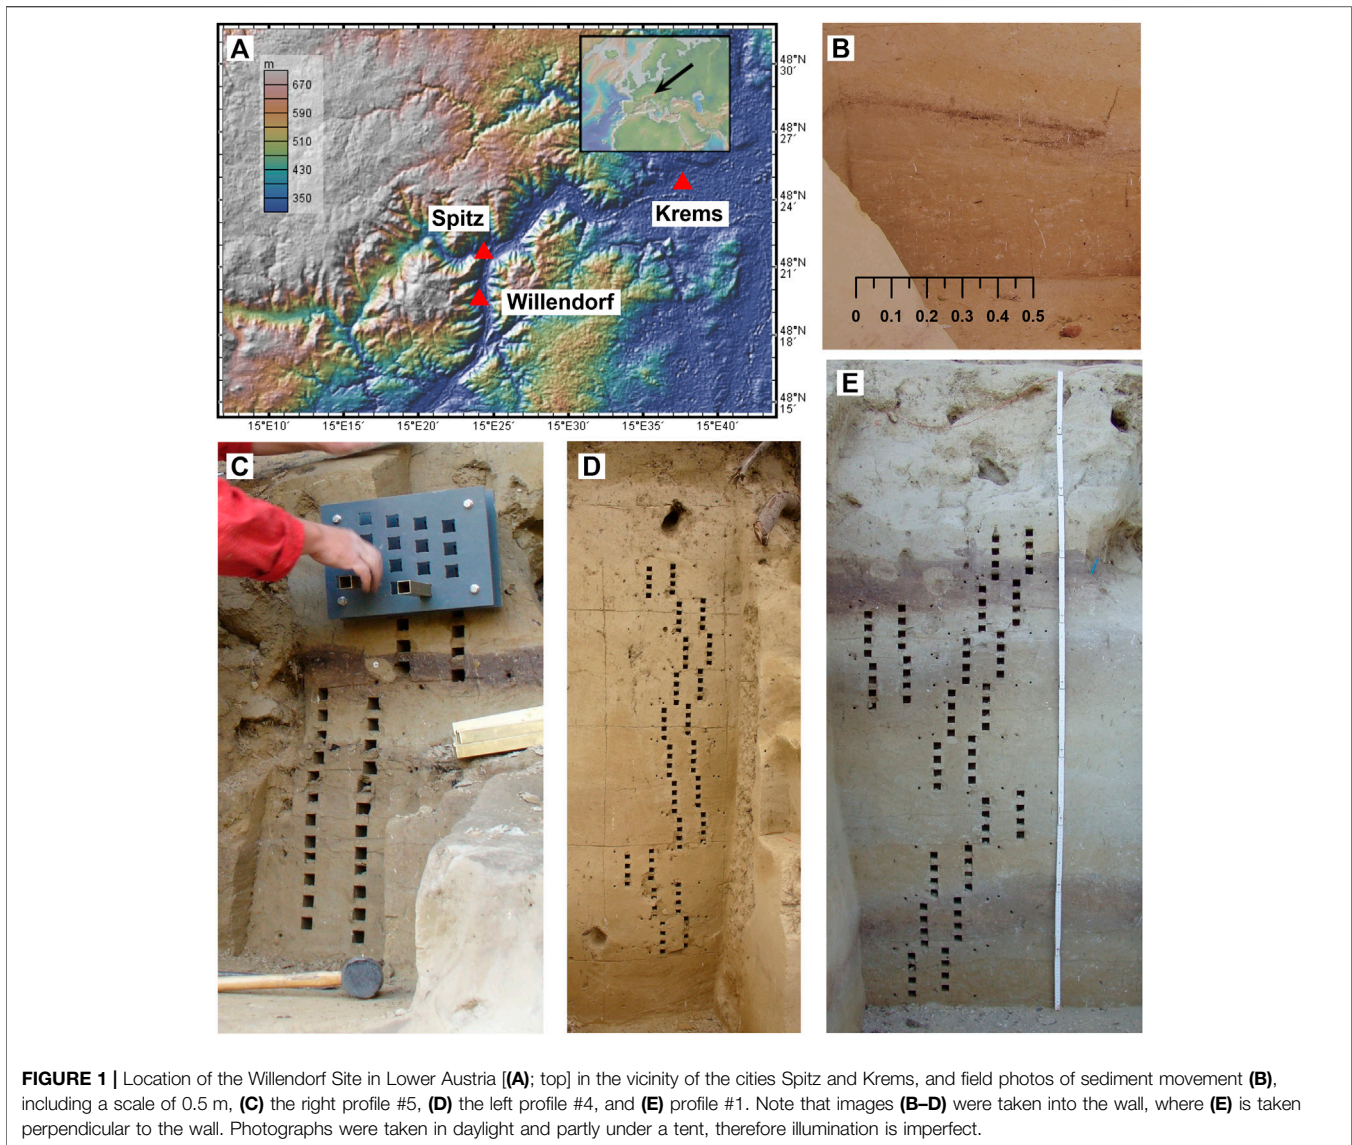 A
m
670
590
510
430
350
Spitz
Krems
Willendorf
48°N
30′
48°N
27′
48°N
24′
48°N
21′
48°N
18′
48°N
15′
15°E10′ 15°E15′ 15°E20′ 15°E25′ 15°E30′ 15°E35′ 15°E40′
B
0 0.1 0.2 0.3 0.4 0.5
C
D
E
FIGURE 1 | Location of the Willendorf Site in Lower Austria [(A); top] in the vicinity of the cities Spitz and Krems, and field photos of sediment movement (B),
including a scale of 0.5 m, (C) the right profile #5, (D) the left profile #4, and (E) profile #1. Note that images (B–D) were taken into the wall, where (E) is taken
perpendicular to the wall. Photographs were taken in daylight and partly under a tent, therefore illumination is imperfect.